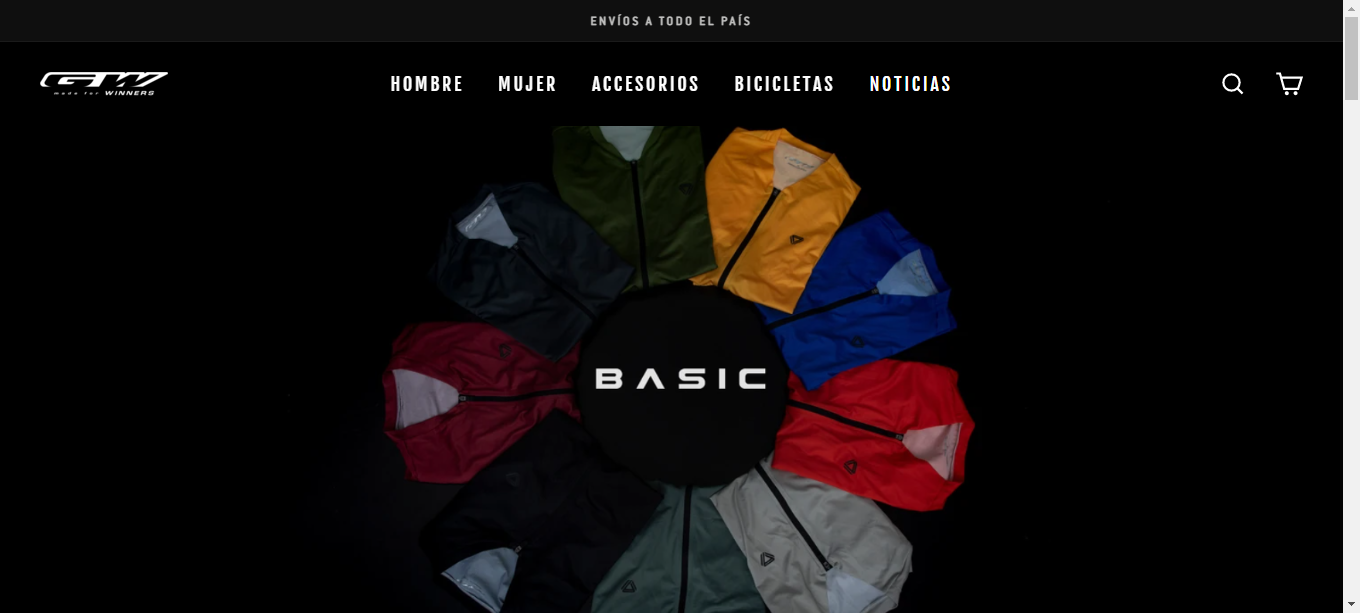 ENVÍOS A TODO EL PAÍS
GW
made for WINNERS
HOMBRE MUJER ACCESORIOS BICICLETAS NOTICIAS
BASIC